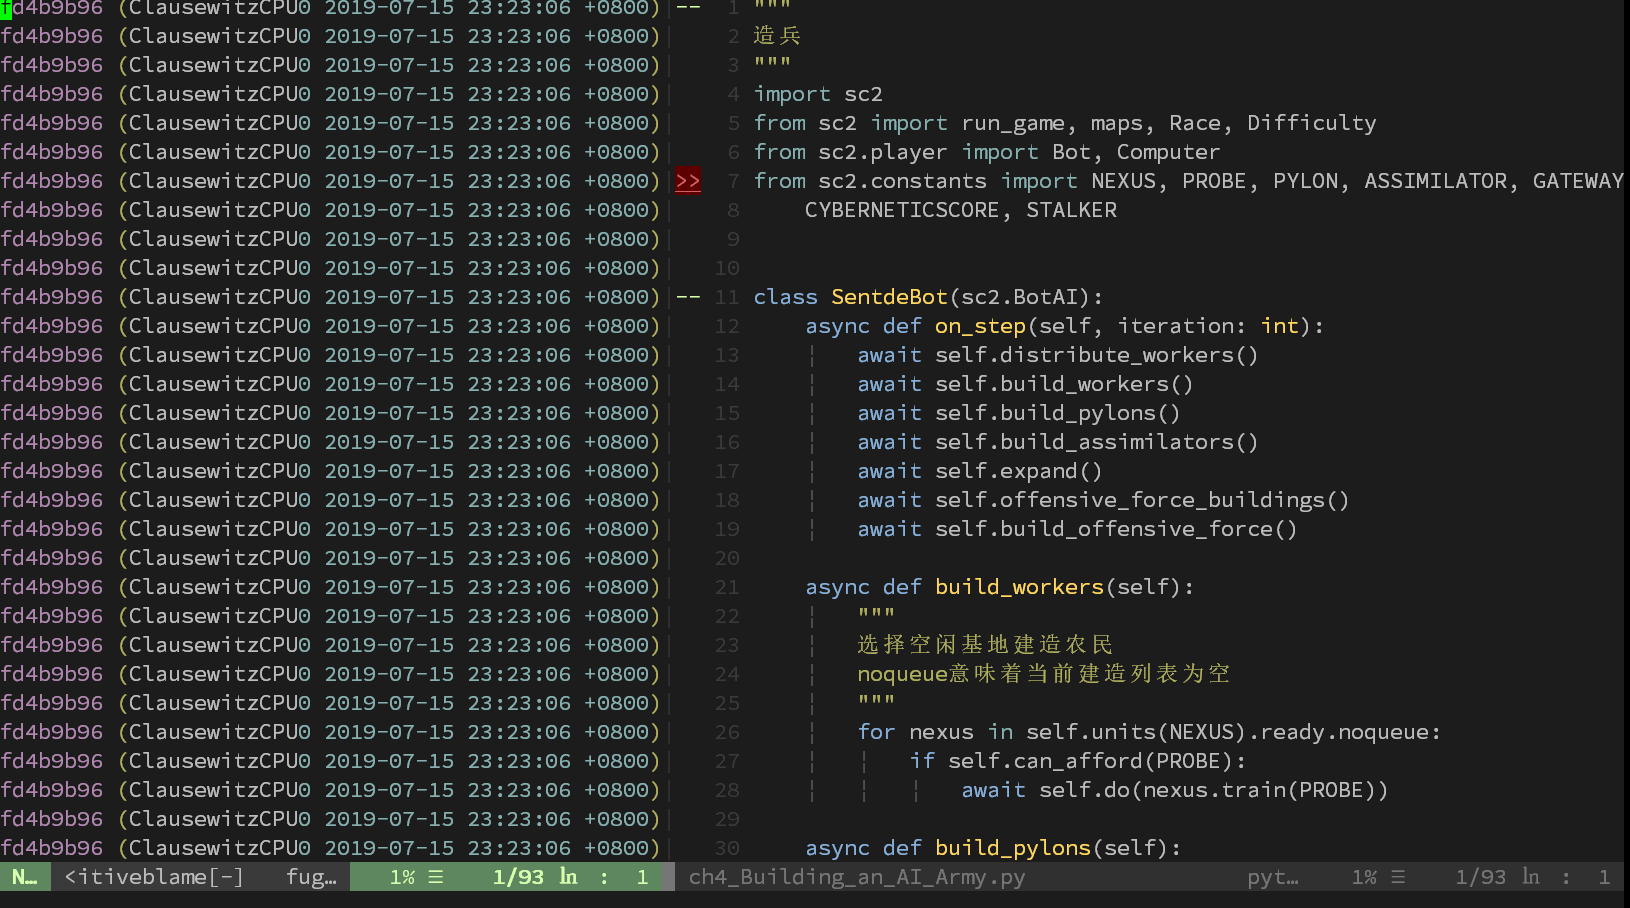 fd4b9b96 (ClausewitzCPU0 2019-07-15 23:23:06 +0800) -- 1 """
fd4b9b96 (ClausewitzCPU0 2019-07-15 23:23:06 +0800) 2 造兵
fd4b9b96 (ClausewitzCPU0 2019-07-15 23:23:06 +0800) 3 """
fd4b9b96 (ClausewitzCPU0 2019-07-15 23:23:06 +0800) 4 import sc2
fd4b9b96 (ClausewitzCPU0 2019-07-15 23:23:06 +0800) 5 from sc2 import run_game, maps, Race, Difficulty
fd4b9b96 (ClausewitzCPU0 2019-07-15 23:23:06 +0800) 6 from sc2.player import Bot, Computer
fd4b9b96 (ClausewitzCPU0 2019-07-15 23:23:06 +0800) >> 7 from sc2.constants import NEXUS, PROBE, PYLON, ASSIMILATOR, GATEWAY
fd4b9b96 (ClausewitzCPU0 2019-07-15 23:23:06 +0800) 8 CYBERNETICSCORE, STALKER
fd4b9b96 (ClausewitzCPU0 2019-07-15 23:23:06 +0800) 9
fd4b9b96 (ClausewitzCPU0 2019-07-15 23:23:06 +0800) 10
fd4b9b96 (ClausewitzCPU0 2019-07-15 23:23:06 +0800) -- 11 class SentdeBot(sc2.BotAI):
fd4b9b96 (ClausewitzCPU0 2019-07-15 23:23:06 +0800) 12 async def on_step(self, iteration: int):
fd4b9b96 (ClausewitzCPU0 2019-07-15 23:23:06 +0800) 13 await self.distribute_workers()
fd4b9b96 (ClausewitzCPU0 2019-07-15 23:23:06 +0800) 14 await self.build_workers()
fd4b9b96 (ClausewitzCPU0 2019-07-15 23:23:06 +0800) 15 await self.build_pylons()
fd4b9b96 (ClausewitzCPU0 2019-07-15 23:23:06 +0800) 16 await self.build_assimilators()
fd4b9b96 (ClausewitzCPU0 2019-07-15 23:23:06 +0800) 17 await self.expand()
fd4b9b96 (ClausewitzCPU0 2019-07-15 23:23:06 +0800) 18 await self.offensive_force_buildings()
fd4b9b96 (ClausewitzCPU0 2019-07-15 23:23:06 +0800) 19 await self.build_offensive_force()
fd4b9b96 (ClausewitzCPU0 2019-07-15 23:23:06 +0800) 20
fd4b9b96 (ClausewitzCPU0 2019-07-15 23:23:06 +0800) 21 async def build_workers(self):
fd4b9b96 (ClausewitzCPU0 2019-07-15 23:23:06 +0800) 22 """
fd4b9b96 (ClausewitzCPU0 2019-07-15 23:23:06 +0800) 23 选择空闲基地建造农民
fd4b9b96 (ClausewitzCPU0 2019-07-15 23:23:06 +0800) 24 noqueue意味着当前建造列表为空
fd4b9b96 (ClausewitzCPU0 2019-07-15 23:23:06 +0800) 25 """
fd4b9b96 (ClausewitzCPU0 2019-07-15 23:23:06 +0800) 26 for nexus in self.units(NEXUS).ready.noqueue:
fd4b9b96 (ClausewitzCPU0 2019-07-15 23:23:06 +0800) 27 if self.can_afford(PROBE):
fd4b9b96 (ClausewitzCPU0 2019-07-15 23:23:06 +0800) 28 await self.do(nexus.train(PROBE))
fd4b9b96 (ClausewitzCPU0 2019-07-15 23:23:06 +0800) 29
fd4b9b96 (ClausewitzCPU0 2019-07-15 23:23:06 +0800) 30 async def build_pylons(self):
N… <itiveblame[-] fug… 1% ☰ 1/93 ln : 1 ch4_Building_an_AI_Army.py pyt… 1% ☰ 1/93 ln : 1